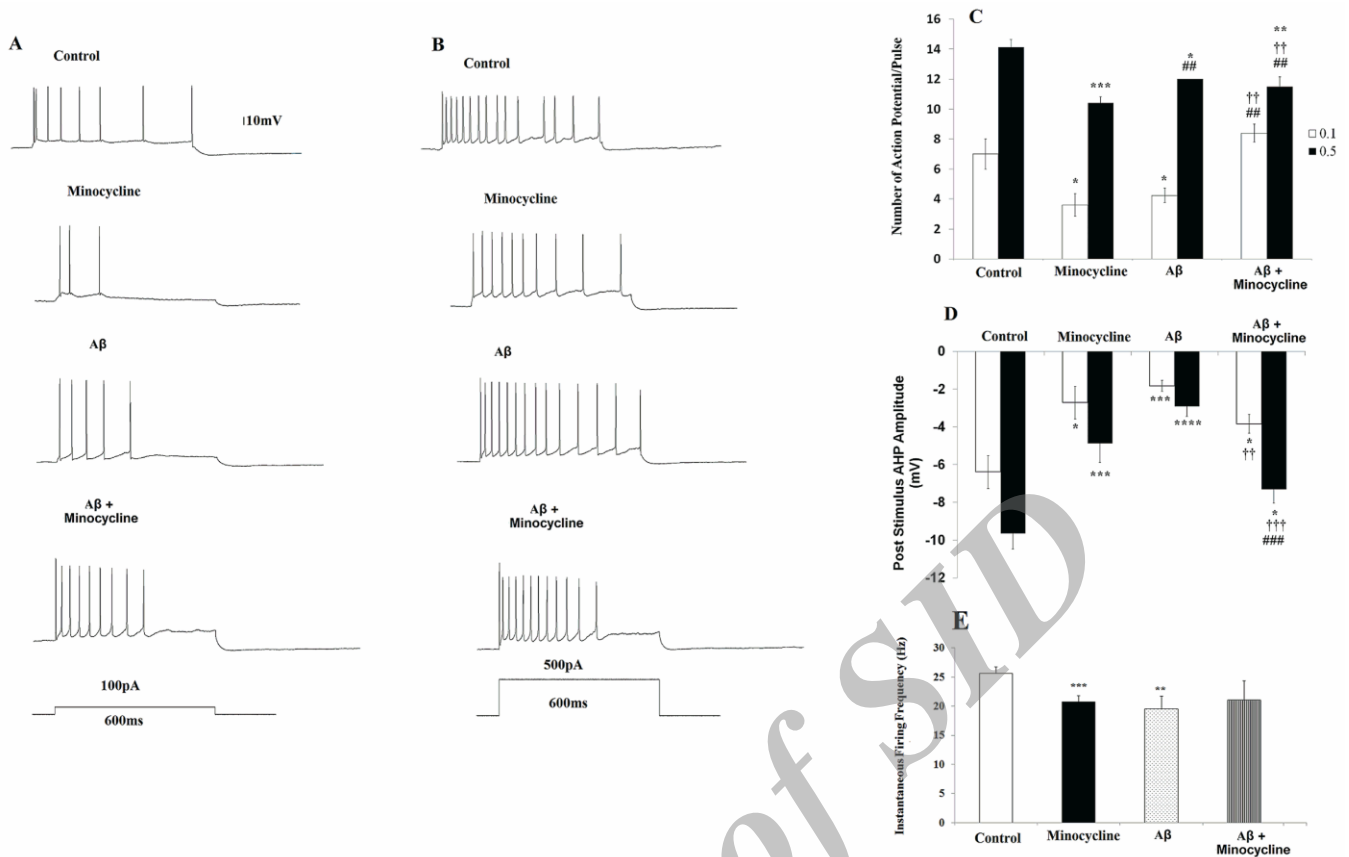 A
Control
10mV
Minocycline
Aβ
Aβ +
Minocycline
100pA
600ms
B
Control
Minocycline
Aβ
Aβ +
Minocycline
500pA
600ms
C
Number of Action Potential/Pulse
16
14
12
10
8
6
4
2
0
*
***
*
*
##
††
##
**
††
##
0.1
0.5
Control
Minocycline
Aβ
Aβ +
Minocycline
D
Control
Minocycline
Aβ
Aβ +
Minocycline
Post Stimulus AHP Amplitude
(mV)
0
-2
-4
-6
-8
-10
-12
*
***
***
****
*
††
*
†††
###
E
Instantaneous Firing Frequency (Hz)
30
25
20
15
10
5
0
***
**
Control
Minocycline
Aβ
Aβ +
Minocycline
of SID